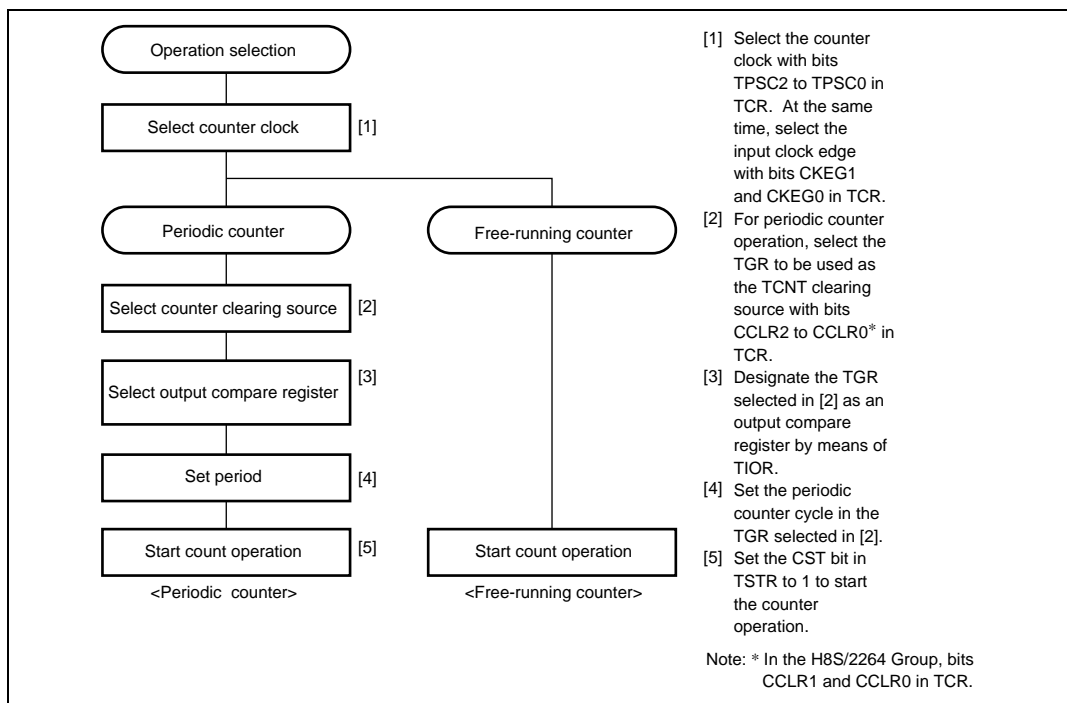 Operation selection
Select counter clock
[1]
Periodic counter
Free-running counter
Select counter clearing source
[2]
Select output compare register
[3]
Set period
[4]
Start count operation
[5]
Start count operation
<Periodic counter>
<Free-running counter>
[1] Select the counter
clock with bits
TPSC2 to TPSC0 in
TCR. At the same
time, select the
input clock edge
with bits CKEG1
and CKEG0 in TCR.
[2] For periodic counter
operation, select the
TGR to be used as
the TCNT clearing
source with bits
CCLR2 to CCLR0* in
TCR.
[3] Designate the TGR
selected in [2] as an
output compare
register by means of
TIOR.
[4] Set the periodic
counter cycle in the
TGR selected in [2].
[5] Set the CST bit in
TSTR to 1 to start
the counter
operation.
Note: * In the H8S/2264 Group, bits
CCLR1 and CCLR0 in TCR.